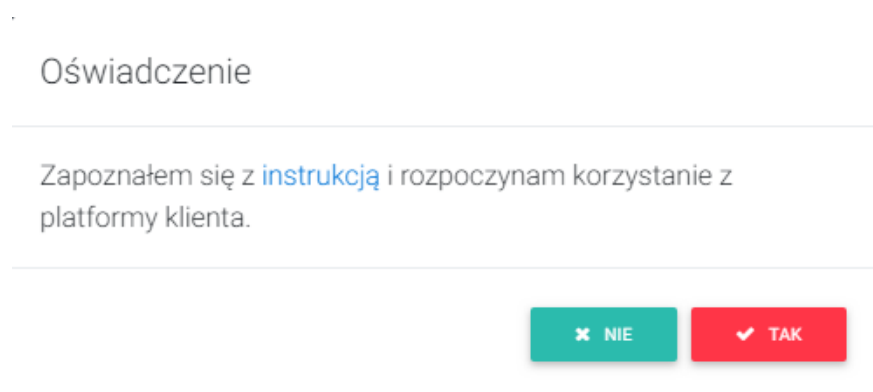 Oświadczenie
Zapoznałem się z instrukcją i rozpoczynam korzystanie z
platformy klienta.
NIE
TAK